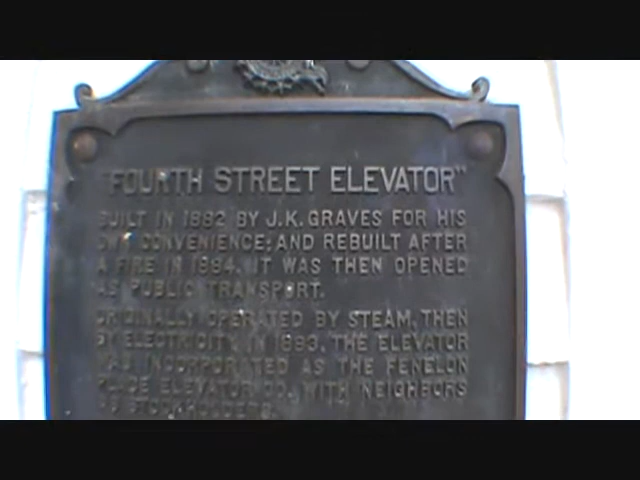 "FOURTH STREET ELEVATOR"
BUILT IN 1882 BY J.K. GRAVES FOR HIS
OWN CONVENIENCE; AND REBUILT AFTER
A FIRE IN 1884. IT WAS THEN OPENED
AS PUBLIC TRANSPORT.
ORIGINALLY OPERATED BY STEAM, THEN
BY ELECTRICITY IN 1893, THE ELEVATOR
WAS INCORPORATED AS THE FENELON
PLACE ELEVATOR CO. WITH NEIGHBORS
AS STOCKHOLDERS.